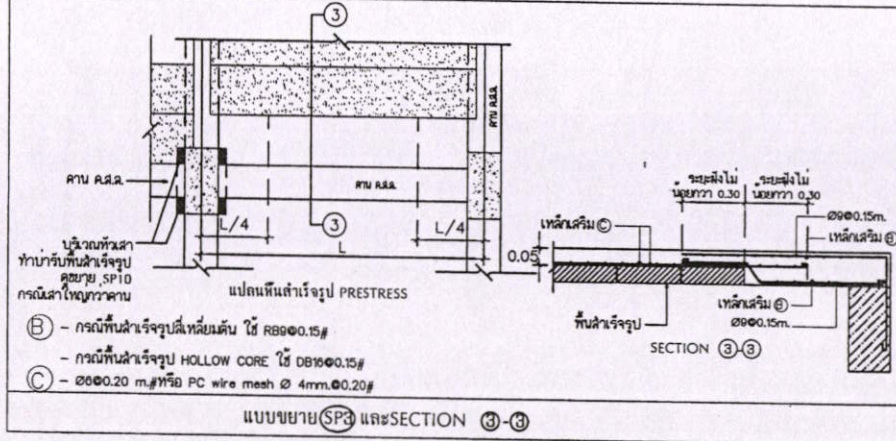 3
คาน ค.ส.ล.
คาน ค.ส.ล.
คาน ค.ส.ล.
L/4
3
L/4
L
บริเวณหัวเสา
ทำบ่ารับพื้นสำเร็จรูป
ดูขยาย SP10
กรณีเสาใหญ่กว่าคาน
แปลนพื้นสำเร็จรูป PRESTRESS
ระยะฝังไม่
น้อยกว่า 0.30
ระยะฝังไม่
น้อยกว่า 0.30
Ø9@0.15m.
เหล็กเสริม Ⓒ
เหล็กเสริม Ⓑ
0.05
เหล็กเสริม Ⓑ
พื้นสำเร็จรูป
Ø9@0.15m.
SECTION ③-③
Ⓑ - กรณีพื้นสำเร็จรูปสี่เหลี่ยมตัน ใช้ RB9@0.15#
- กรณีพื้นสำเร็จรูป HOLLOW CORE ใช้ DB16@0.15#
Ⓒ - Ø6@0.20 m.#หรือ PC wire mesh Ø 4mm.@0.20#
แบบขยาย SP3 และSECTION ③-③